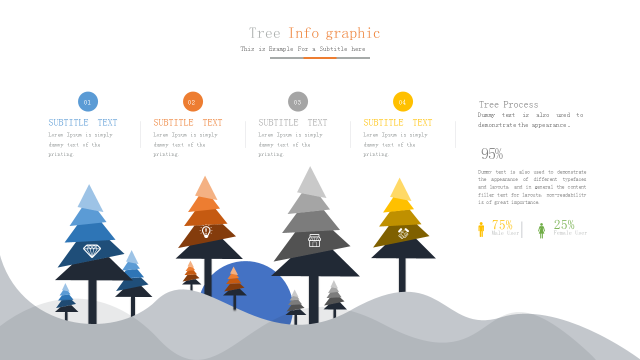 Tree Info graphic
This is Example For a Subtitle here
01
SUBTITLE TEXT
Lorem Ipsum is simply
dummy text of the
printing.
02
SUBTITLE TEXT
Lorem Ipsum is simply
dummy text of the
printing.
03
SUBTITLE TEXT
Lorem Ipsum is simply
dummy text of the
printing.
04
SUBTITLE TEXT
Lorem Ipsum is simply
dummy text of the
printing.
Tree Process
Dummy text is also used to
demonstrate the appearance.
95%
Dummy text is also used to demonstrate
the appearance of different typefaces
and layouts, and in general the content
filler text for layouts. non-readability
is of great importance.
75%
Male User
25%
Female User